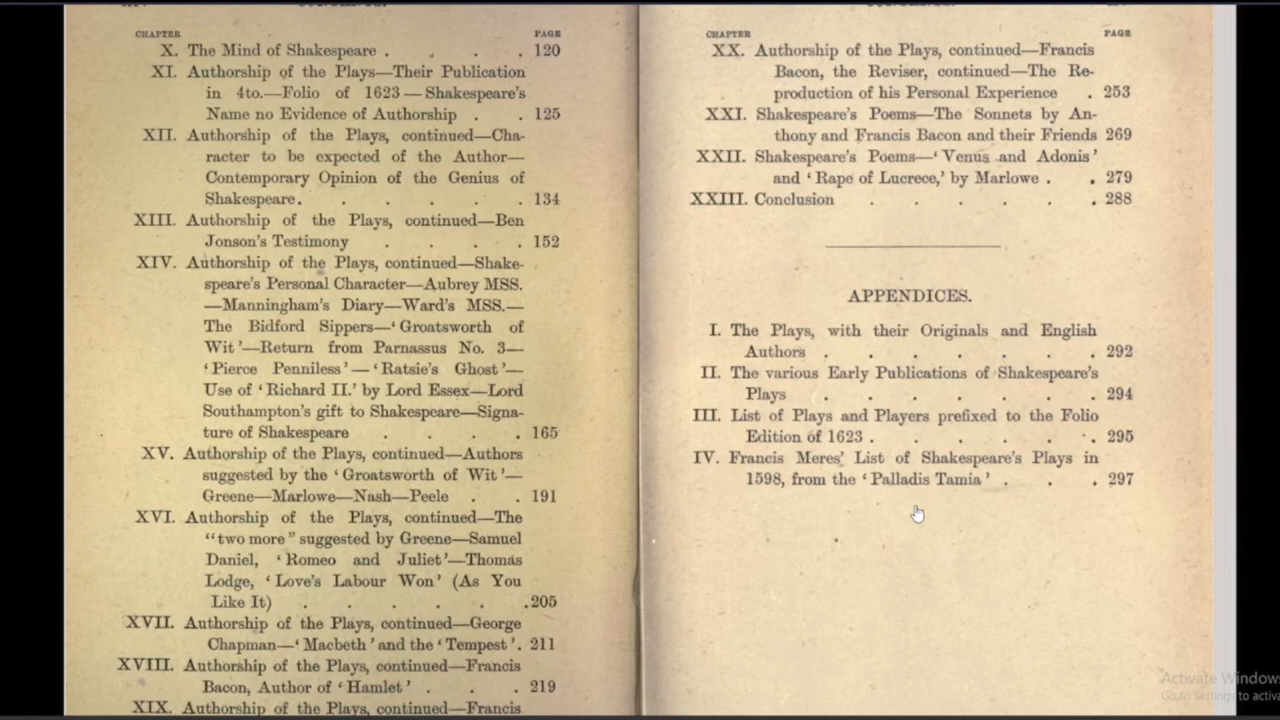 CHAPTER PAGE
X. The Mind of Shakespeare . . . . 120
XI. Authorship of the Plays—Their Publication
in 4to.—Folio of 1623—Shakespeare's
Name no Evidence of Authorship . . 125
XII. Authorship of the Plays, continued—Cha-
racter to be expected of the Author—
Contemporary Opinion of the Genius of
Shakespeare. . . . . . 134
XIII. Authorship of the Plays, continued—Ben
Jonson's Testimony . . . . 152
XIV. Authorship of the Plays, continued—Shake-
speare's Personal Character—Aubrey MSS.
—Manningham's Diary—Ward's MSS.—
The Bidford Sippers—'Groatsworth of
Wit'—Return from Parnassus No. 3—
'Pierce Penniless'—'Ratsie's Ghost'—
Use of 'Richard II.' by Lord Essex—Lord
Southampton's gift to Shakespeare—Signa-
ture of Shakespeare . . . . 165
XV. Authorship of the Plays, continued—Authors
suggested by the 'Groatsworth of Wit'—
Greene—Marlowe—Nash—Peele . . 191
XVI. Authorship of the Plays, continued—The
"two more" suggested by Greene—Samuel
Daniel, 'Romeo and Juliet'—Thomas
Lodge, 'Love's Labour Won' (As You
Like It) . . . . . . 205
XVII. Authorship of the Plays, continued—George
Chapman—'Macbeth' and the 'Tempest'. 211
XVIII. Authorship of the Plays, continued—Francis
Bacon, Author of 'Hamlet' . . . 219
XIX. Authorship of the Plays, continued—Francis
CHAPTER PAGE
XX. Authorship of the Plays, continued—Francis
Bacon, the Reviser, continued—The Re-
production of his Personal Experience . 253
XXI. Shakespeare's Poems—The Sonnets by An-
thony and Francis Bacon and their Friends 269
XXII. Shakespeare's Poems—'Venus and Adonis'
and 'Rape of Lucrece,' by Marlowe . . 279
XXIII. Conclusion . . . . . 288
APPENDICES.
I. The Plays, with their Originals and English
Authors . . . . . . 292
II. The various Early Publications of Shakespeare's
Plays . . . . . . 294
III. List of Plays and Players prefixed to the Folio
Edition of 1623 . . . . . . 295
IV. Francis Meres' List of Shakespeare's Plays in
1598, from the 'Palladis Tamia' . . . 297
Activate Windows
Go to Settings to activa